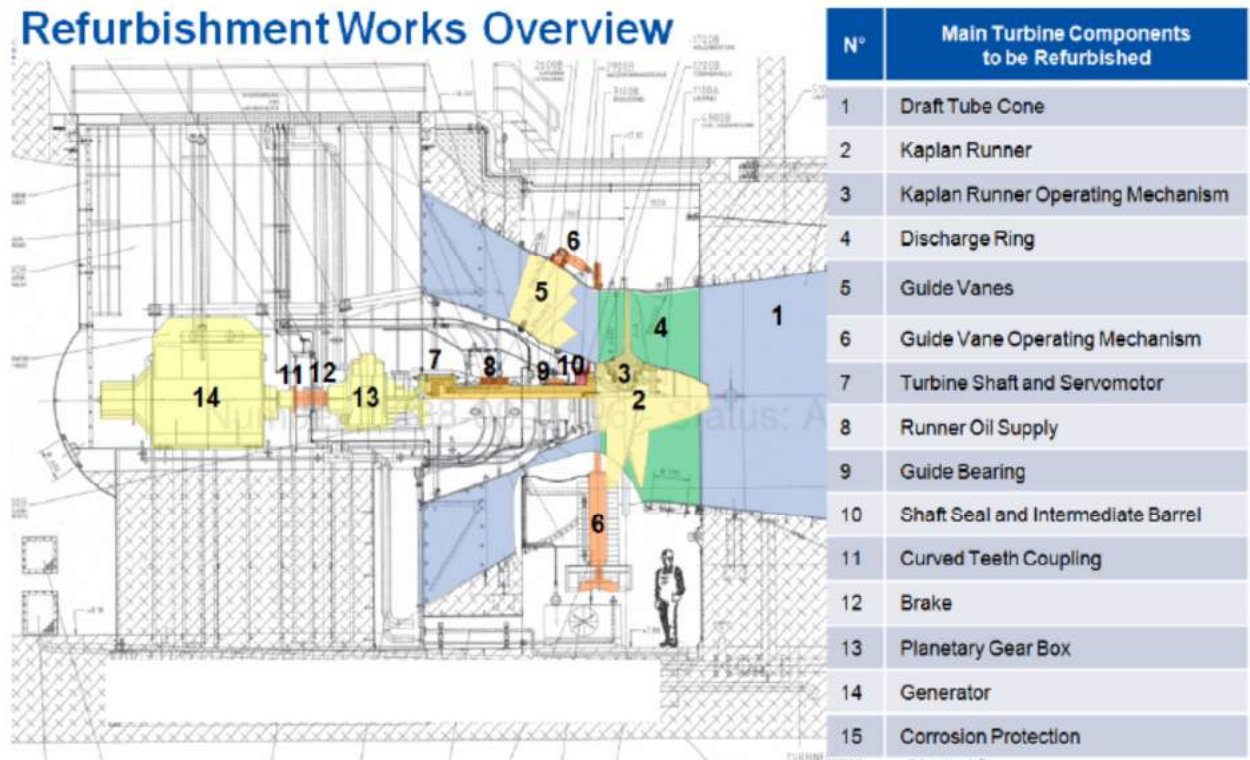 Refurbishment Works Overview
N°
Main Turbine Components
to be Refurbished
1
Draft Tube Cone
2
Kaplan Runner
3
Kaplan Runner Operating Mechanism
4
Discharge Ring
5
Guide Vanes
6
Guide Vane Operating Mechanism
7
Turbine Shaft and Servomotor
8
Runner Oil Supply
9
Guide Bearing
10
Shaft Seal and Intermediate Barrel
11
Curved Teeth Coupling
12
Brake
13
Planetary Gear Box
14
Generator
15
Corrosion Protection
6
5
4
1
7
8
9
10
3
11
12
14
13
2
6